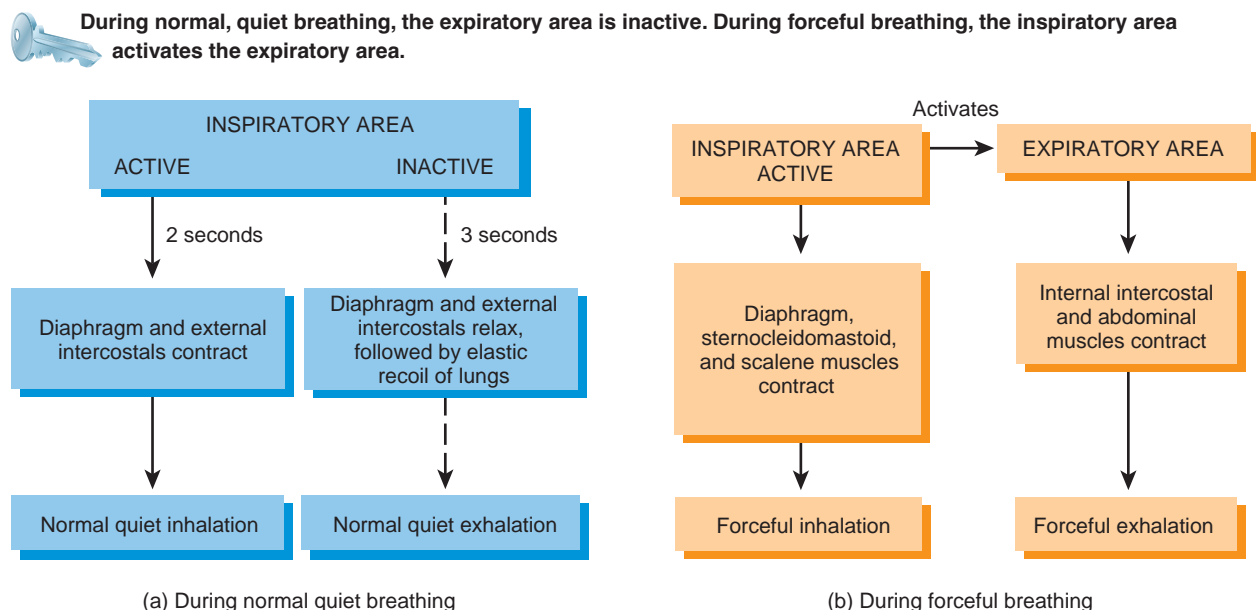 During normal, quiet breathing, the expiratory area is inactive. During forceful breathing, the inspiratory area
activates the expiratory area.
INSPIRATORY AREA
ACTIVE
INACTIVE
2 seconds
3 seconds
Diaphragm and external
intercostals contract
Diaphragm and external
intercostals relax,
followed by elastic
recoil of lungs
Normal quiet inhalation
Normal quiet exhalation
(a) During normal quiet breathing
Activates
INSPIRATORY AREA
ACTIVE
EXPIRATORY AREA
Diaphragm,
sternocleidomastoid,
and scalene muscles
contract
Internal intercostal
and abdominal
muscles contract
Forceful inhalation
Forceful exhalation
(b) During forceful breathing